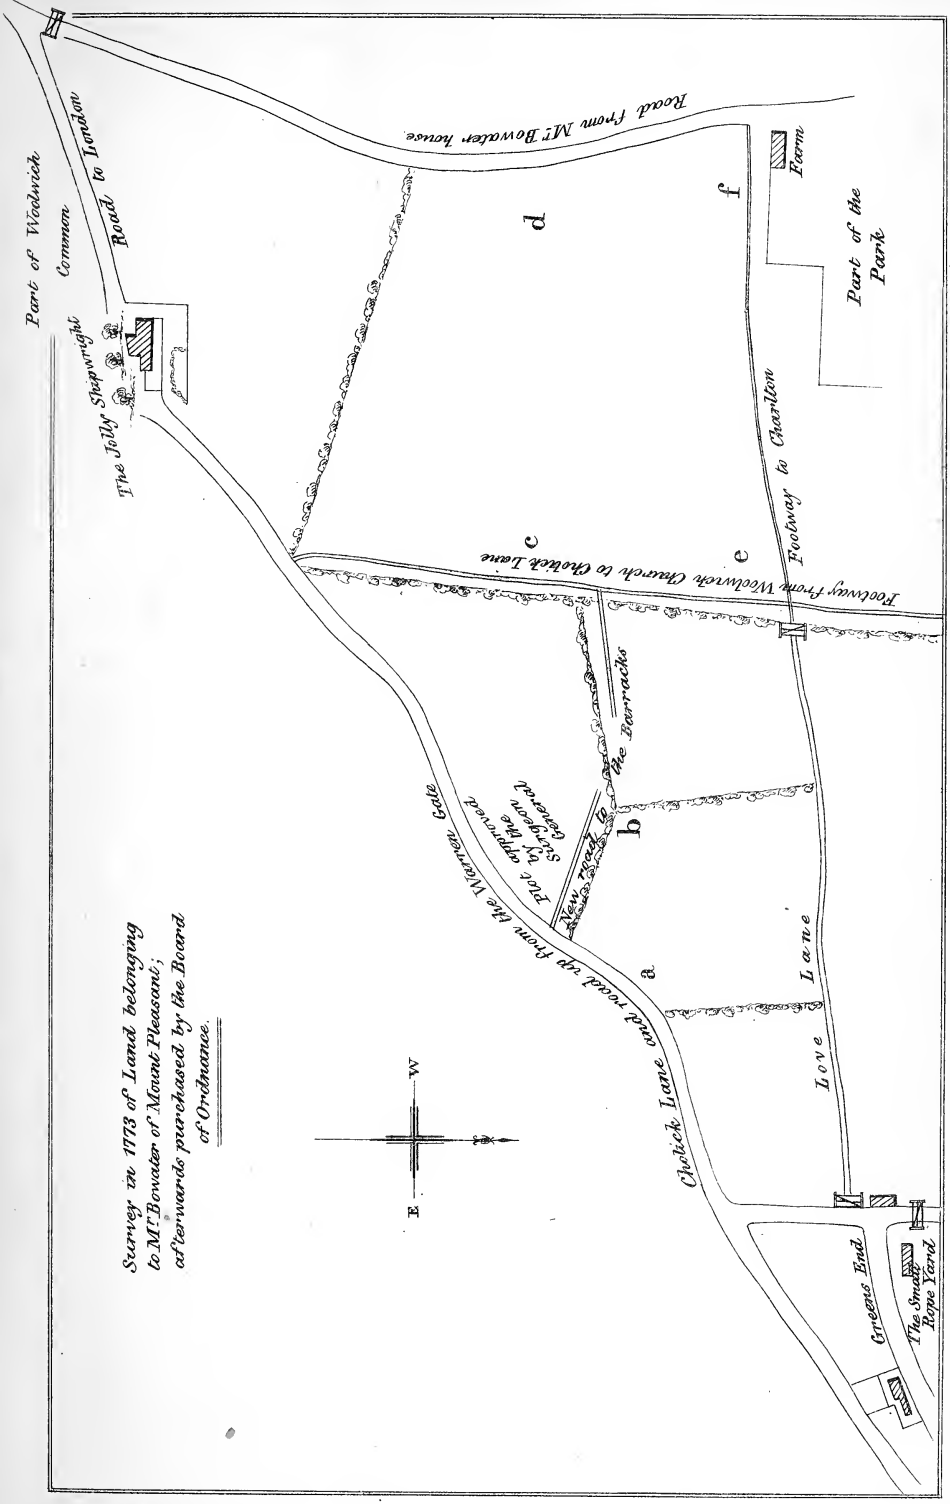 Survey in 1773 of Land belonging
to Mr. Bowater of Mount Pleasant;
afterwards purchased by the Board
of Ordnance.
Part of Woolwich
Common
Road to London
The Jolly Shipwright
Road from Mr. Bowater house.
d
f
Farm
Part of the
Park
c
e
Footway to Charlton
Footway from Woolwich Church to Cholick Lane
Plot approved
by the
Surgeon
General
New road to
the Barracks
b
a
Cholick Lane and road up from the Warren Gate
Love Lane
E
W
Greens End
The Small
Rope Yard